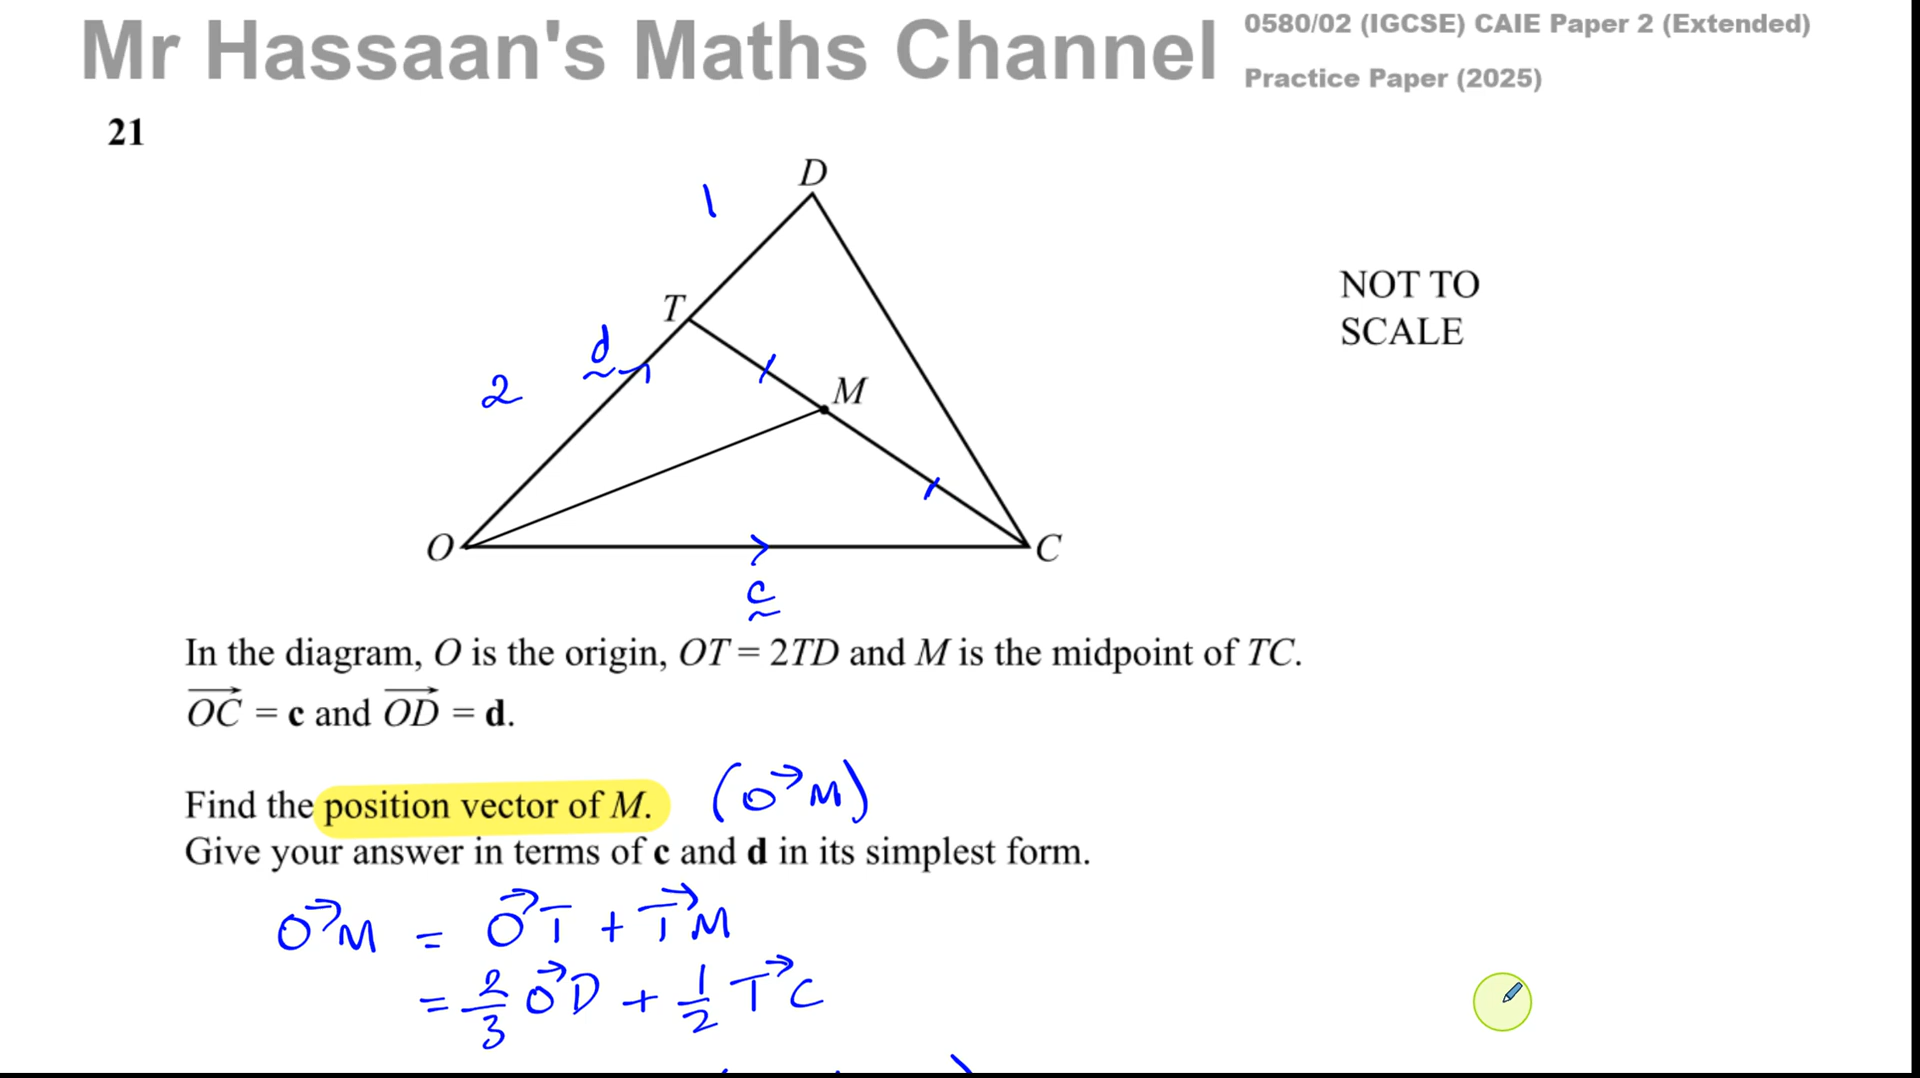 Mr Hassaan's Maths Channel
0580/02 (IGSCE) CAIE Paper 2 (Extended)
Practice Paper (2025)
21
D
1
T
NOT TO
SCALE
d
2
M
O
C
c
In the diagram, O is the origin, OT = 2TD and M is the midpoint of TC.
OC = c and OD = d.
Find the position vector of M. (OM)
Give your answer in terms of c and d in its simplest form.
OM = OT + TM
= 2/3 OD + 1/2 TC